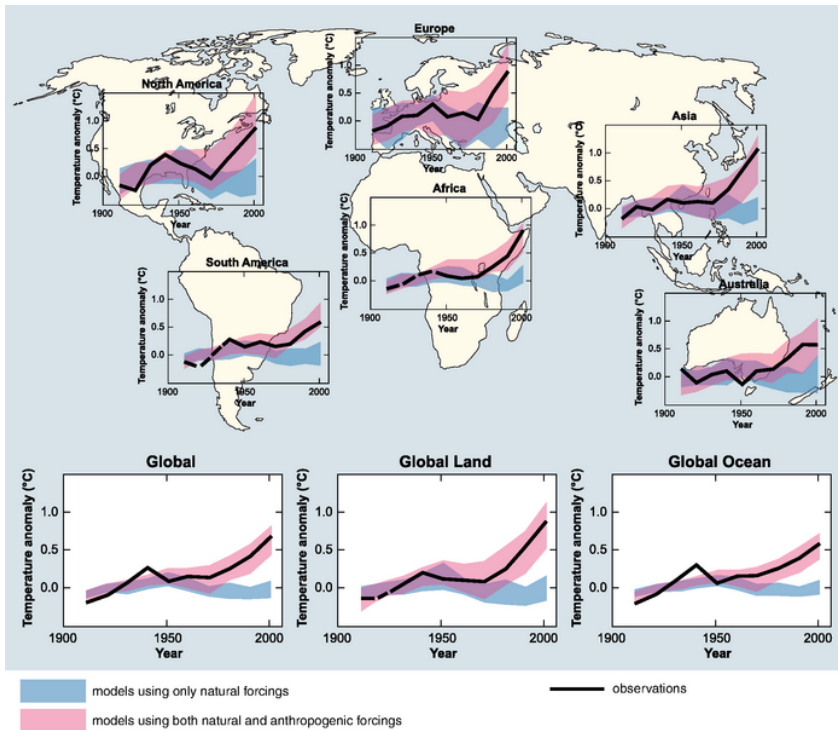 Europe
Temperature anomaly (°C)
1.0
0.5
0.0
1900
1950
2000
Year
North America
Temperature anomaly (°C)
1.0
0.5
0.0
1900
1950
2000
Year
Asia
Temperature anomaly (°C)
1.0
0.5
0.0
1900
1950
2000
Year
Africa
Temperature anomaly (°C)
1.0
0.5
0.0
1900
1950
2000
Year
South America
Temperature anomaly (°C)
1.0
0.5
0.0
1900
1950
2000
Year
Australia
Temperature anomaly (°C)
1.0
0.5
0.0
1900
1950
2000
Year
Global
Temperature anomaly (°C)
1.0
0.5
0.0
1900
1950
2000
Year
Global Land
Temperature anomaly (°C)
1.0
0.5
0.0
1900
1950
2000
Year
Global Ocean
Temperature anomaly (°C)
1.0
0.5
0.0
1900
1950
2000
Year
models using only natural forcings
observations
models using both natural and anthropogenic forcings